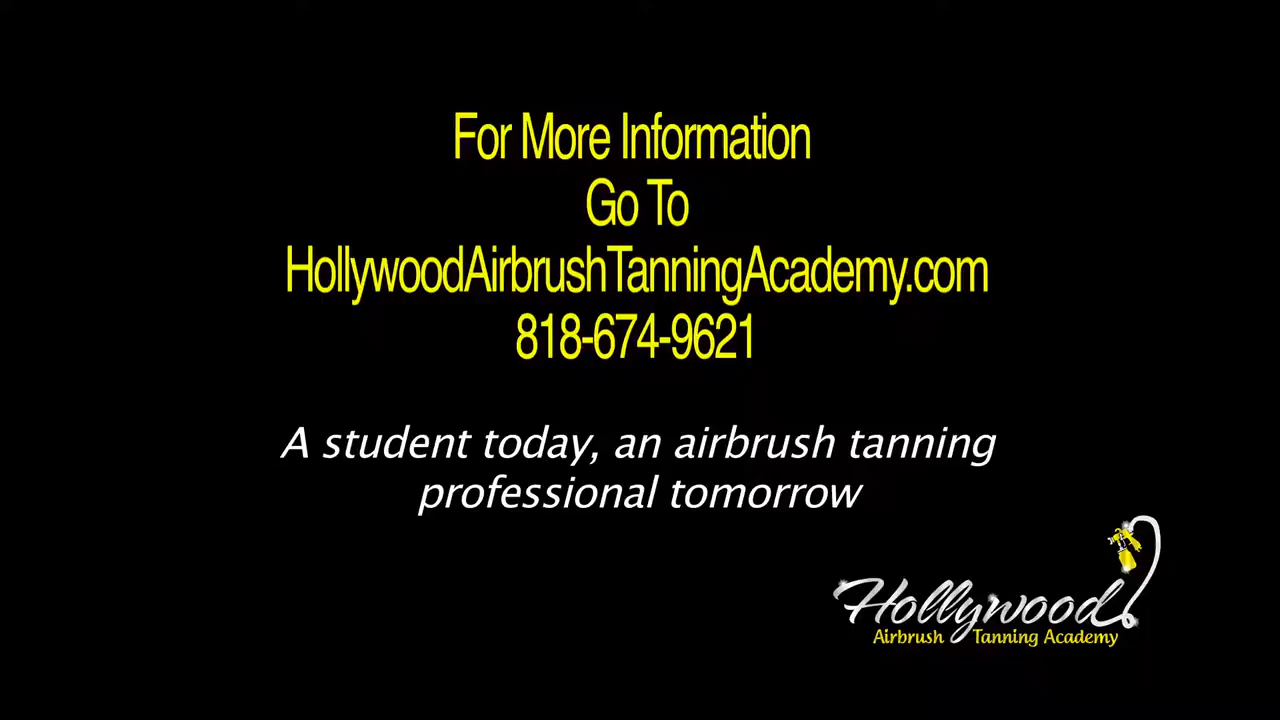 For More Information
Go To
HollywoodAirbrushTanningAcademy.com
818-674-9621
A student today, an airbrush tanning
professional tomorrow
Hollywood
Airbrush Tanning Academy